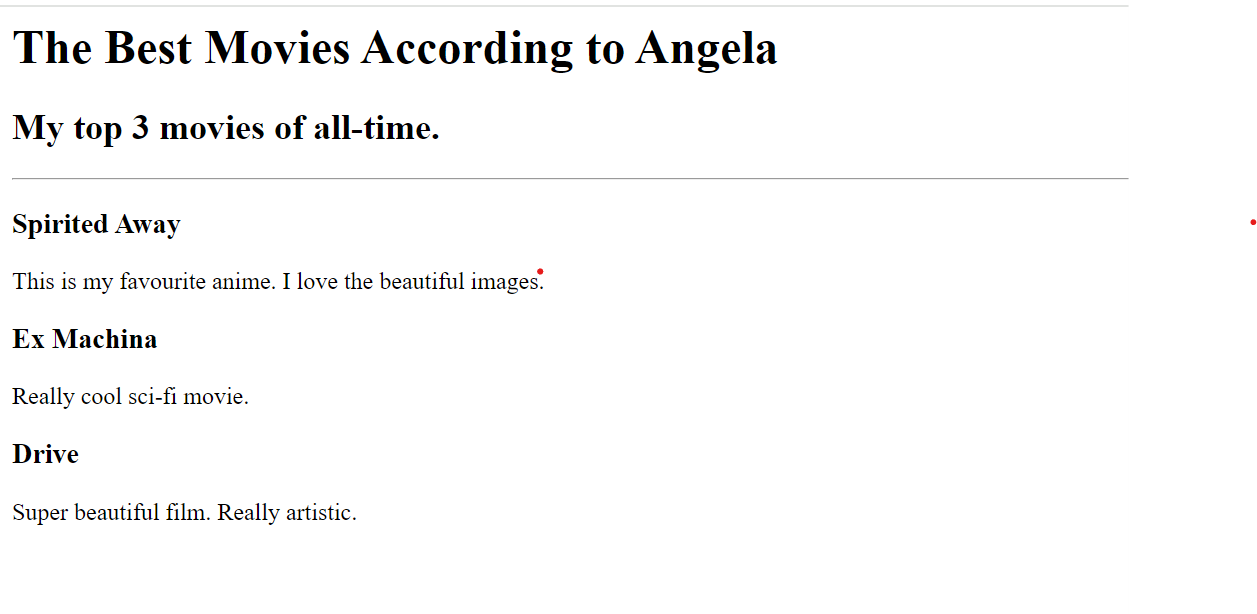 The Best Movies According to Angela
My top 3 movies of all-time.
Spirited Away
This is my favourite anime. I love the beautiful images.
Ex Machina
Really cool sci-fi movie.
Drive
Super beautiful film. Really artistic.